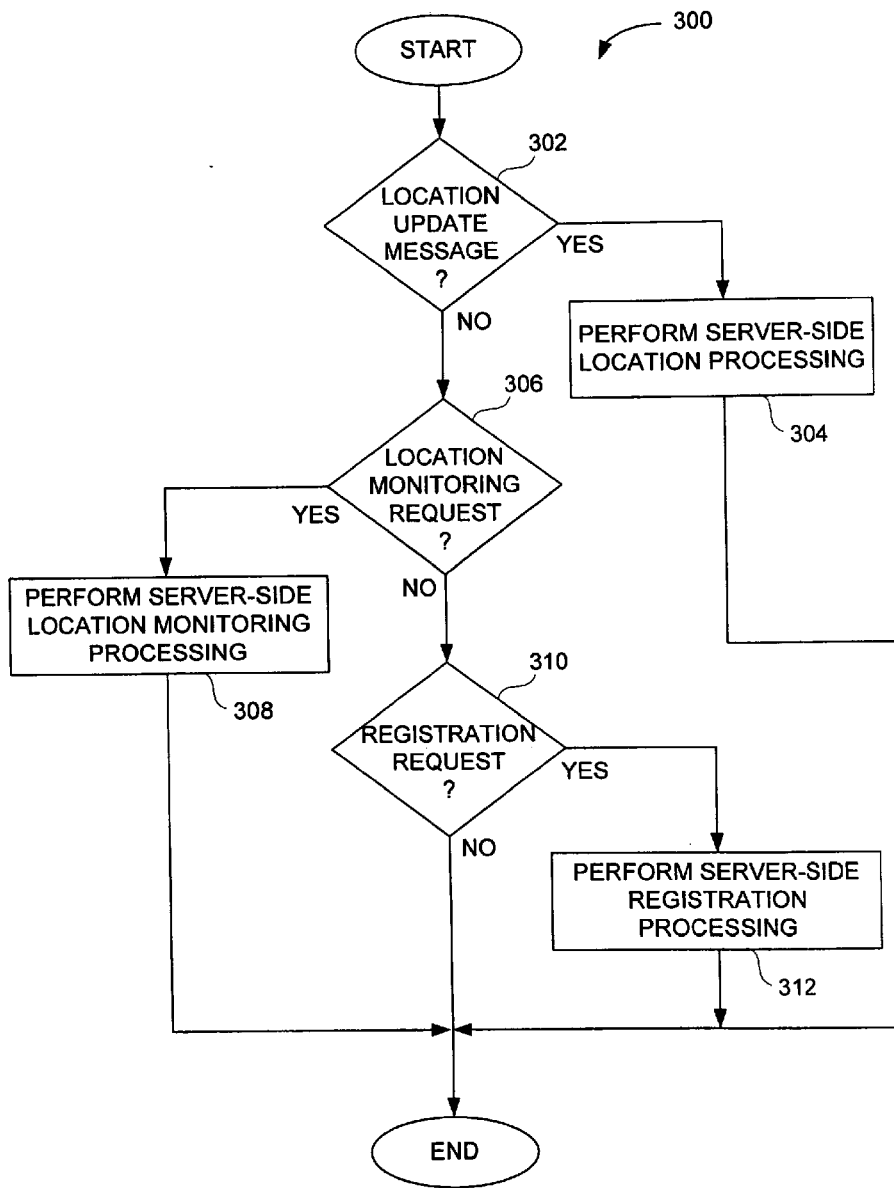 START
300
302
LOCATION
UPDATE
MESSAGE
?
YES
NO
PERFORM SERVER-SIDE
LOCATION PROCESSING
304
306
LOCATION
MONITORING
REQUEST
?
YES
NO
PERFORM SERVER-SIDE
LOCATION MONITORING
PROCESSING
308
310
REGISTRATION
REQUEST
?
YES
NO
PERFORM SERVER-SIDE
REGISTRATION
PROCESSING
312
END